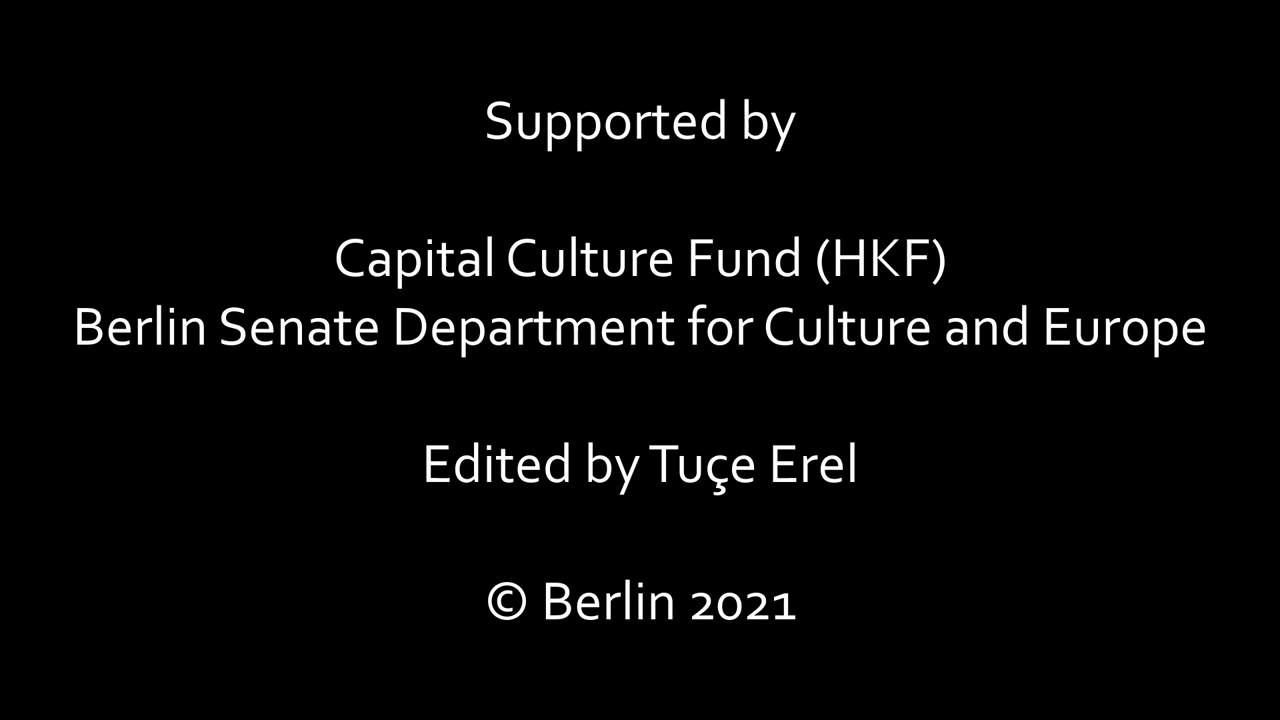 Supported by
Capital Culture Fund (HKF)
Berlin Senate Department for Culture and Europe
Edited by Tuçe Erel
© Berlin 2021